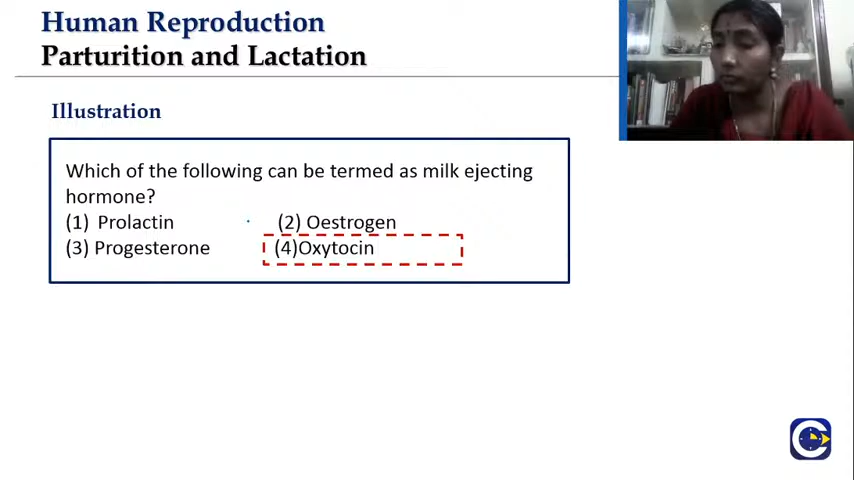 Human Reproduction
Parturition and Lactation
Illustration
Which of the following can be termed as milk ejecting
hormone?
(1) Prolactin (2) Oestrogen
(3) Progesterone (4)Oxytocin